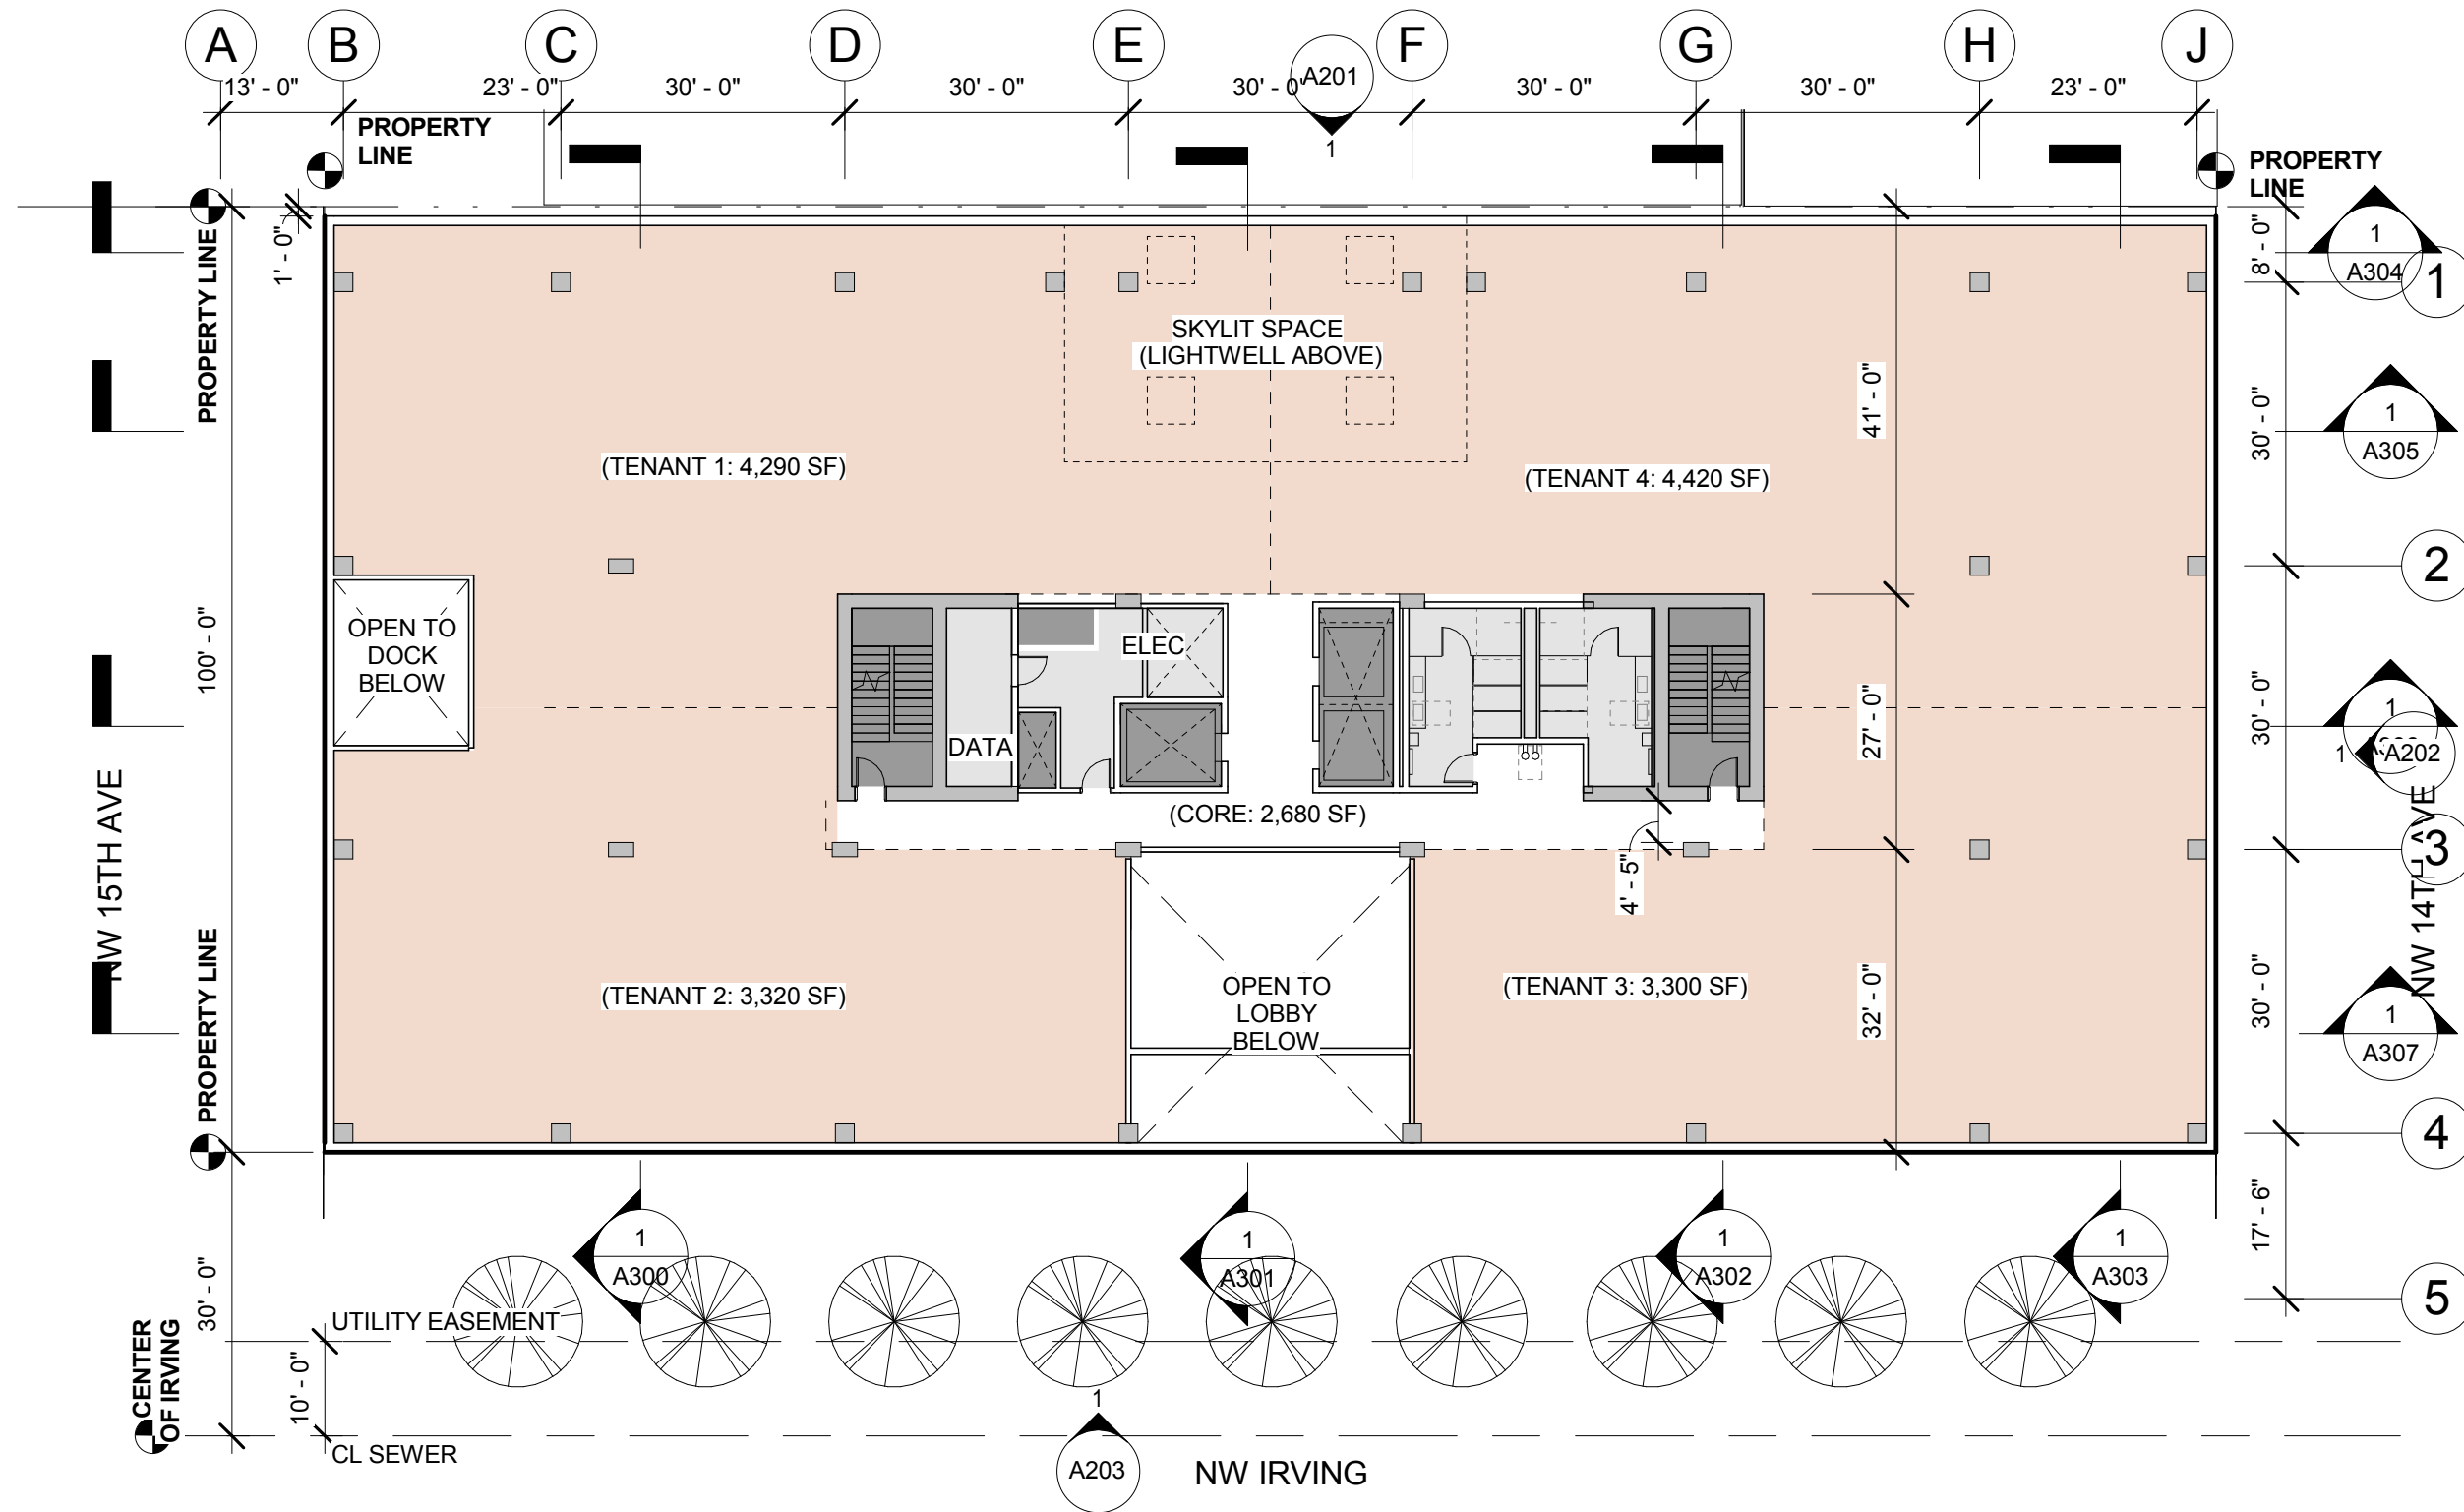 A
B
C
D
E
F
G
H
J
13' - 0"
23' - 0"
30' - 0"
30' - 0"
30' - 0"
30' - 0"
30' - 0"
23' - 0"
A201
1
PROPERTY
LINE
PROPERTY
LINE
PROPERTY LINE
1' - 0"
8' - 0"
1
A304
1
SKYLIT SPACE
(LIGHTWELL ABOVE)
41' - 0"
30' - 0"
1
A305
(TENANT 1: 4,290 SF)
(TENANT 4: 4,420 SF)
2
100' - 0"
OPEN TO
DOCK
BELOW
ELEC
DATA
27' - 0"
30' - 0"
1
1
A202
(CORE: 2,680 SF)
NW 15TH AVE
NW 14TH AVE
3
4' - 5"
PROPERTY LINE
(TENANT 2: 3,320 SF)
OPEN TO
LOBBY
BELOW
(TENANT 3: 3,300 SF)
32' - 0"
30' - 0"
1
A307
4
17' - 6"
1
A300
1
A301
1
A302
1
A303
5
30' - 0"
UTILITY EASEMENT
CENTER
OF IRVING
10' - 0"
CL SEWER
1
A203
NW IRVING